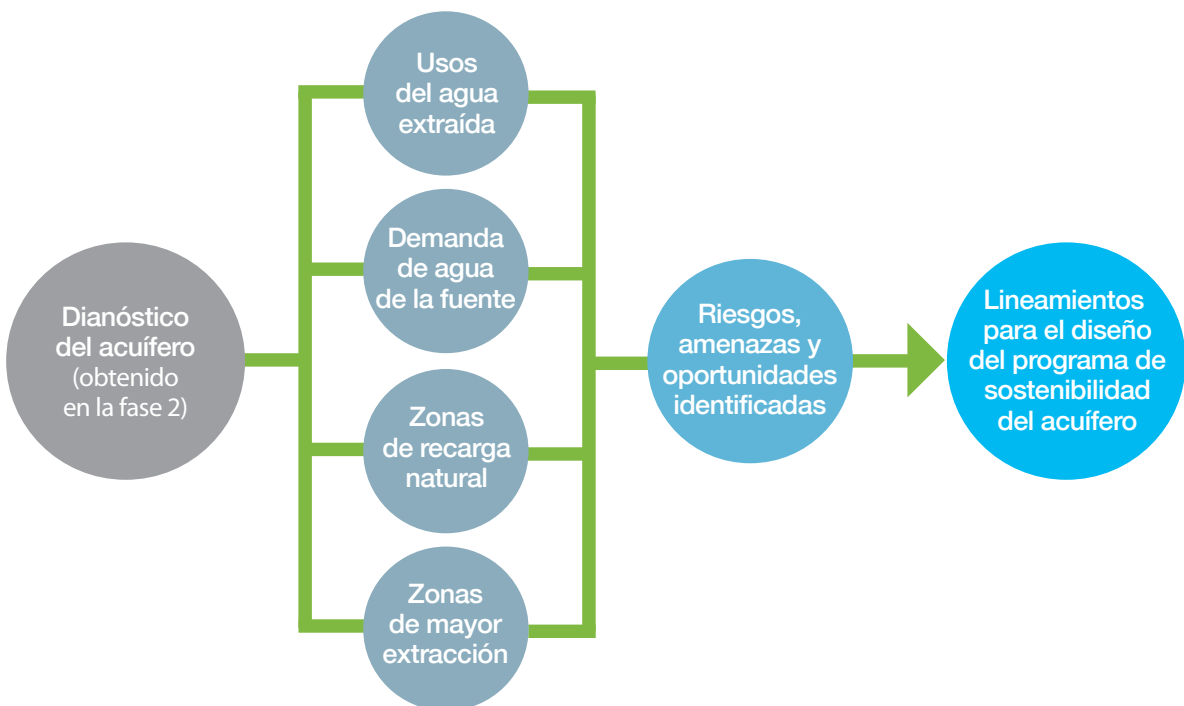 Dianóstico
del acuífero
(obtenido
en la fase 2)
Usos
del agua
extraída
Demanda
de agua
de la fuente
Zonas
de recarga
natural
Zonas
de mayor
extracción
Riesgos,
amenazas y
oportunidades
identificadas
Lineamientos
para el diseño
del programa de
sostenibilidad
del acuífero